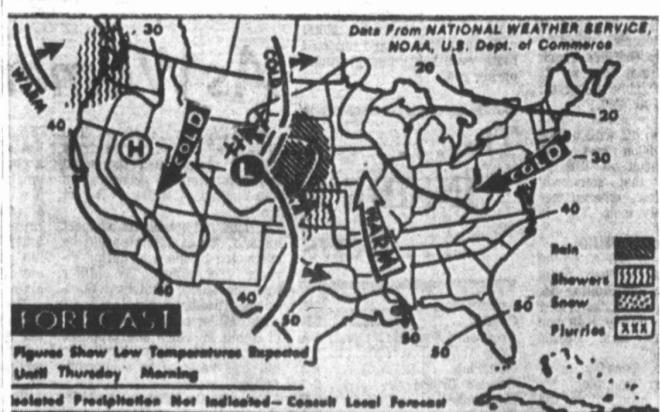 Data From NATIONAL WEATHER SERVICE,
NOAA, U.S. Dept. of Commerce
30
20
WARM
COLD
20
40
H
COLD
L
COLD
30
WARM
40
Rain
Showers
Snow
Flurries
40
40
50
50
50
50
FORECAST
Figures Show Low Temperatures Expected
Until Thursday Morning
Isolated Precipitation Not Indicated— Consult Local Forecast